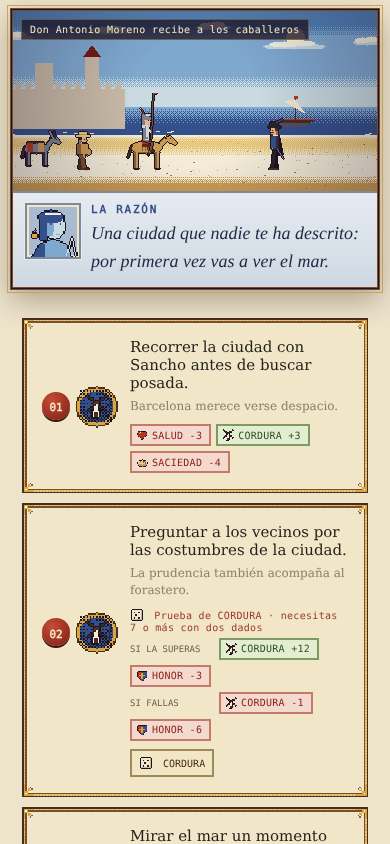 Don Antonio Moreno recibe a los caballeros
LA RAZÓN
Una ciudad que nadie te ha descrito:
por primera vez vas a ver el mar.
01
Recorrer la ciudad con
Sancho antes de buscar
posada.
Barcelona merece verse despacio.
SALUD -3 CORDURA +3
SACIEDAD -4
02
Preguntar a los vecinos por
las costumbres de la ciudad.
La prudencia también acompaña al
forastero.
Prueba de CORDURA · necesitas
7 o más con dos dados
SI LA SUPERAS CORDURA +12
HONOR -3
SI FALLAS CORDURA -1
HONOR -6
CORDURA
Mirar el mar un momento